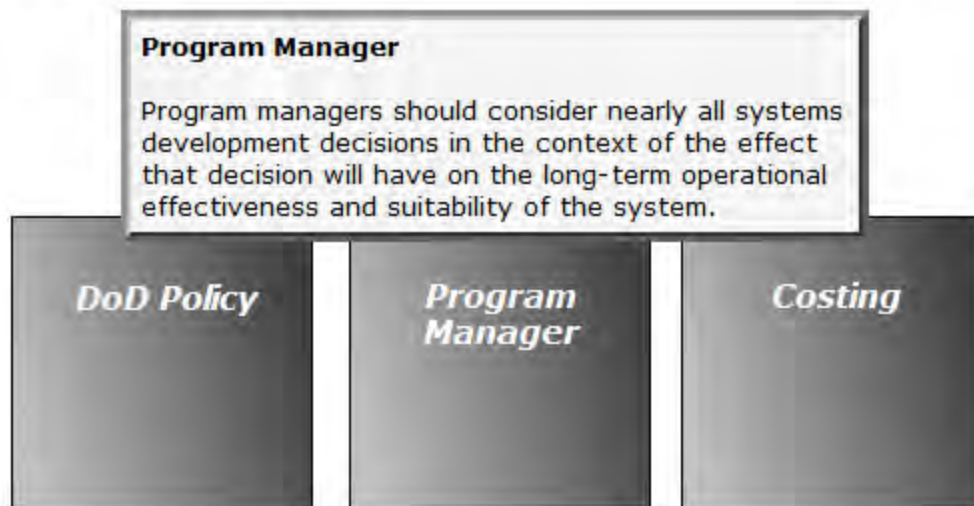 Program Manager
Program managers should consider nearly all systems
development decisions in the context of the effect
that decision will have on the long-term operational
effectiveness and suitability of the system.
DoD Policy
Program
Manager
Costing